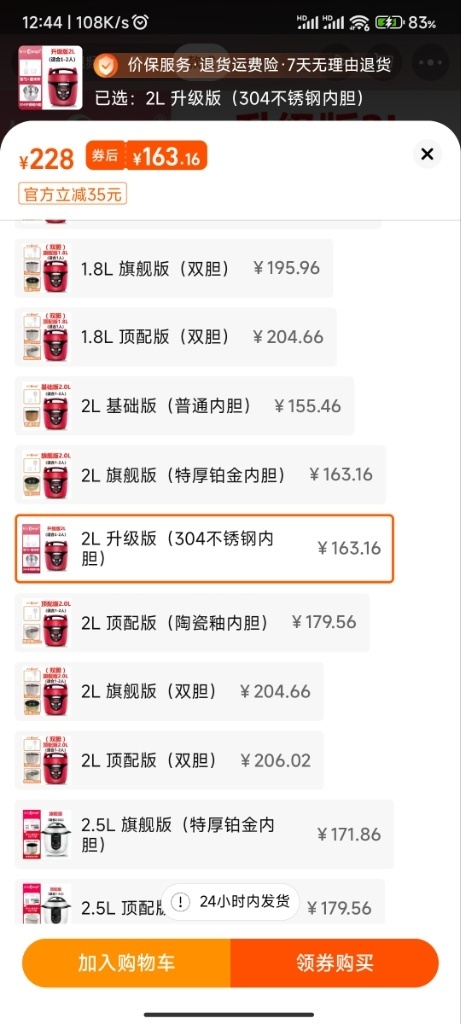 12:44 | 108K/s
83%
升级版2L
(适合1-2人)
价保服务·退货运费险·7天无理由退货
已选：2L 升级版（304不锈钢内胆）
¥228
券后 ¥163.16
官方立减35元
1.8L 旗舰版（双胆） ¥195.96
1.8L 顶配版（双胆） ¥204.66
基础版2.0L
2L 基础版（普通内胆） ¥155.46
旗舰版2.0L
2L 旗舰版（特厚铂金内胆） ¥163.16
升级版2L
2L 升级版（304不锈钢内
胆） ¥163.16
顶配版2.0L
2L 顶配版（陶瓷釉内胆） ¥179.56
2L 旗舰版（双胆） ¥204.66
2L 顶配版（双胆） ¥206.02
2.5L 旗舰版（特厚铂金内
胆） ¥171.86
2.5L 顶配 ¥179.56
24小时内发货
加入购物车
领券购买